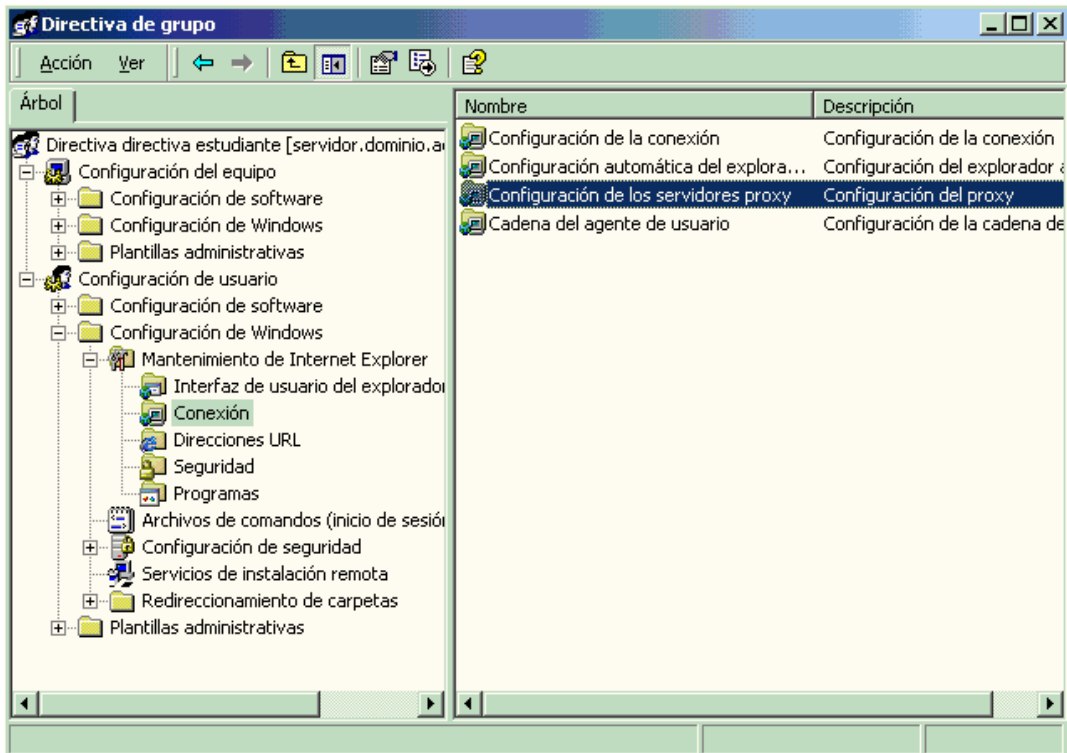 Directiva de grupo
Acción Ver
Árbol
Directiva directiva estudiante [servidor.dominio.a
Configuración del equipo
Configuración de software
Configuración de Windows
Plantillas administrativas
Configuración de usuario
Configuración de software
Configuración de Windows
Mantenimiento de Internet Explorer
Interfaz de usuario del explorador
Conexión
Direcciones URL
Seguridad
Programas
Archivos de comandos (inicio de sesión
Configuración de seguridad
Servicios de instalación remota
Redireccionamiento de carpetas
Plantillas administrativas
Nombre Descripción
Configuración de la conexión Configuración de la conexión
Configuración automática del explora... Configuración del explorador a
Configuración de los servidores proxy Configuración del proxy
Cadena del agente de usuario Configuración de la cadena de